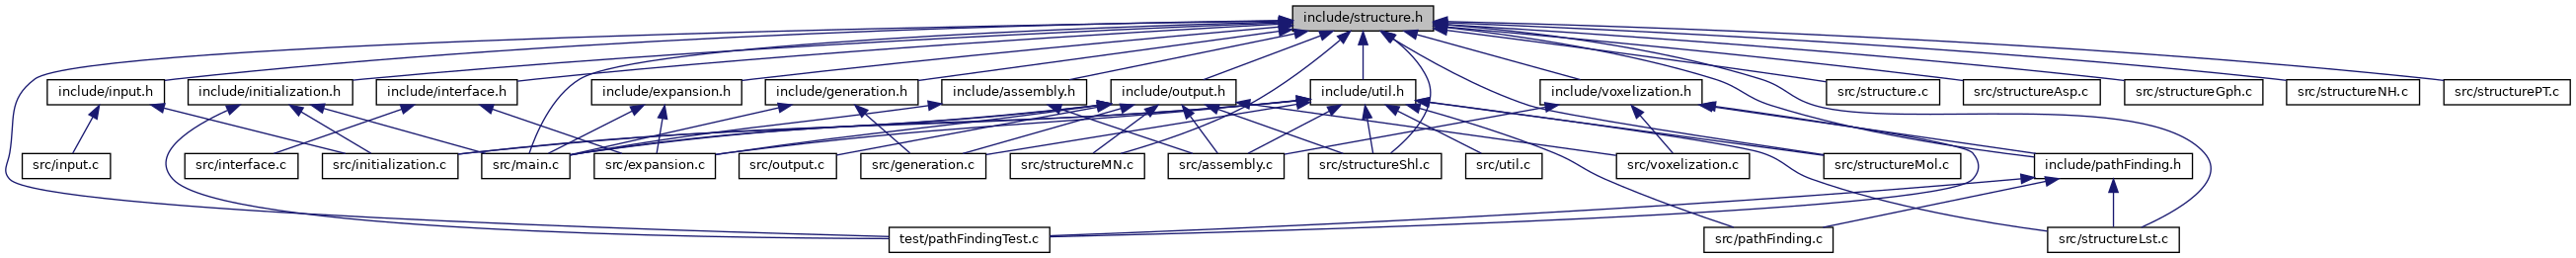 include/structure.h
include/input.h
include/initialization.h
include/interface.h
include/expansion.h
include/generation.h
include/assembly.h
include/output.h
include/util.h
include/voxelization.h
src/structure.c
src/structureAsp.c
src/structureGph.c
src/structureNH.c
src/structurePT.c
src/input.c
src/interface.c
src/initialization.c
src/main.c
src/expansion.c
src/output.c
src/generation.c
src/structureMN.c
src/assembly.c
src/structureShl.c
src/util.c
src/voxelization.c
src/structureMol.c
include/pathFinding.h
test/pathFindingTest.c
src/pathFinding.c
src/structureLst.c